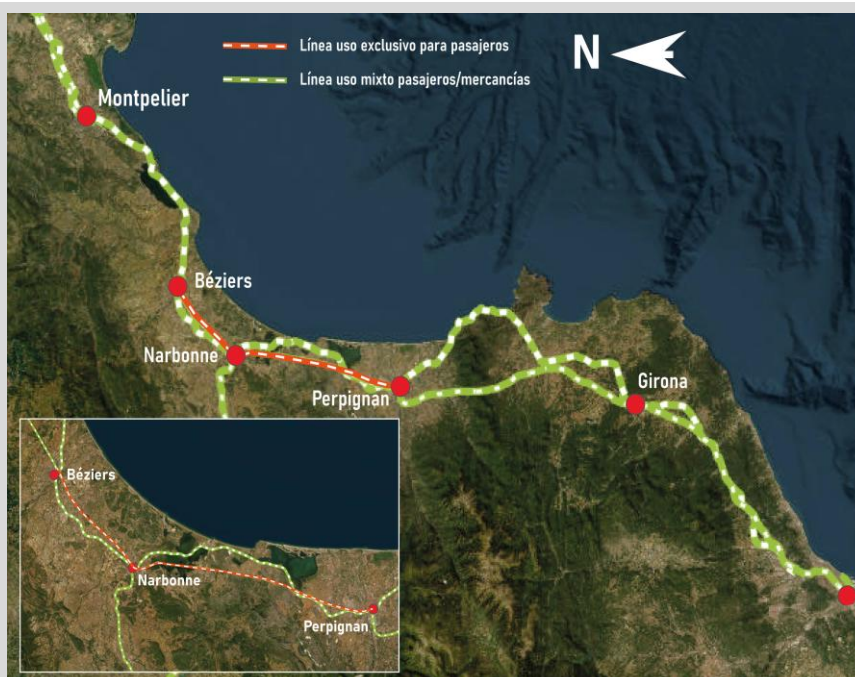 Línea uso exclusivo para pasajeros
Línea uso mixto pasajeros/mercancías
N
Montpelier
Béziers
Narbonne
Perpignan
Girona
Béziers
Narbonne
Perpignan